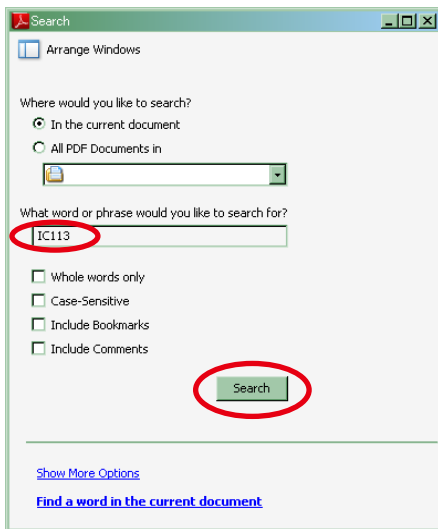 Search
Arrange Windows
Where would you like to search?
In the current document
All PDF Documents in
What word or phrase would you like to search for?
IC113
Whole words only
Case-Sensitive
Include Bookmarks
Include Comments
Search
Show More Options
Find a word in the current document